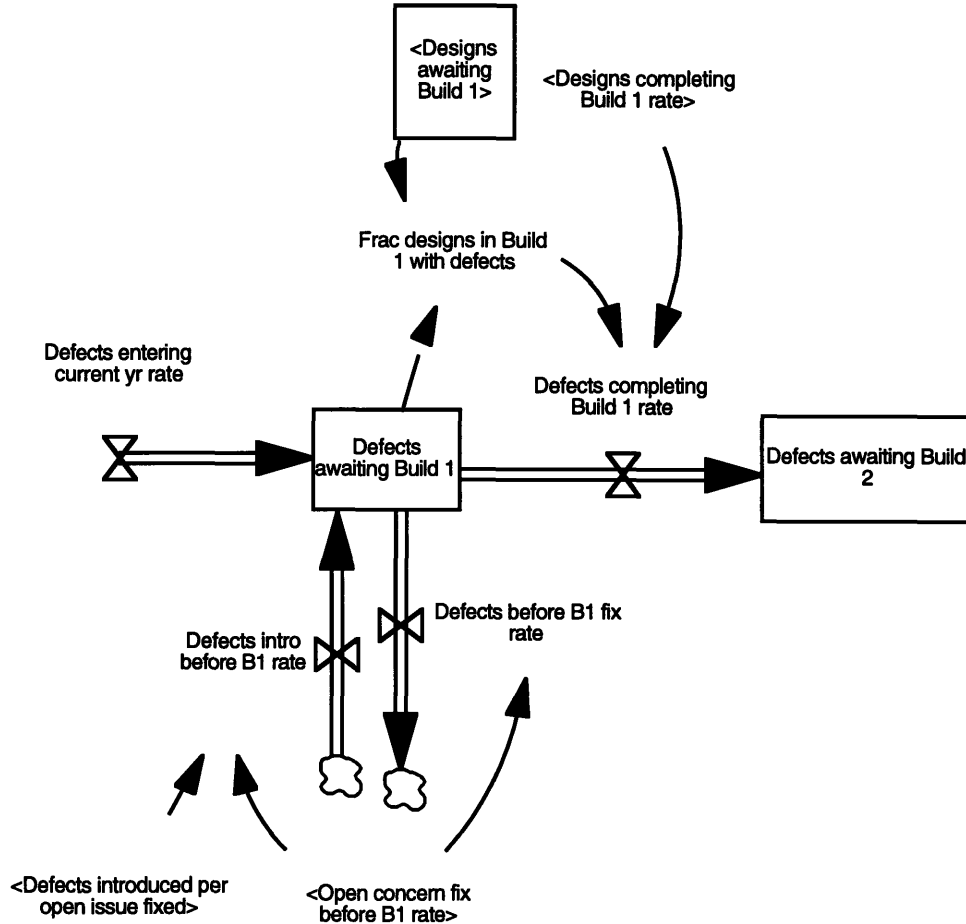 <Designs
awaiting
Build 1>
<Designs completing
Build 1 rate>
Frac designs in Build
1 with defects
Defects entering
current yr rate
Defects completing
Build 1 rate
Defects
awaiting Build 1
Defects awaiting Build
2
Defects before B1 fix
rate
Defects intro
before B1 rate
<Defects introduced per
open issue fixed>
<Open concern fix
before B1 rate>